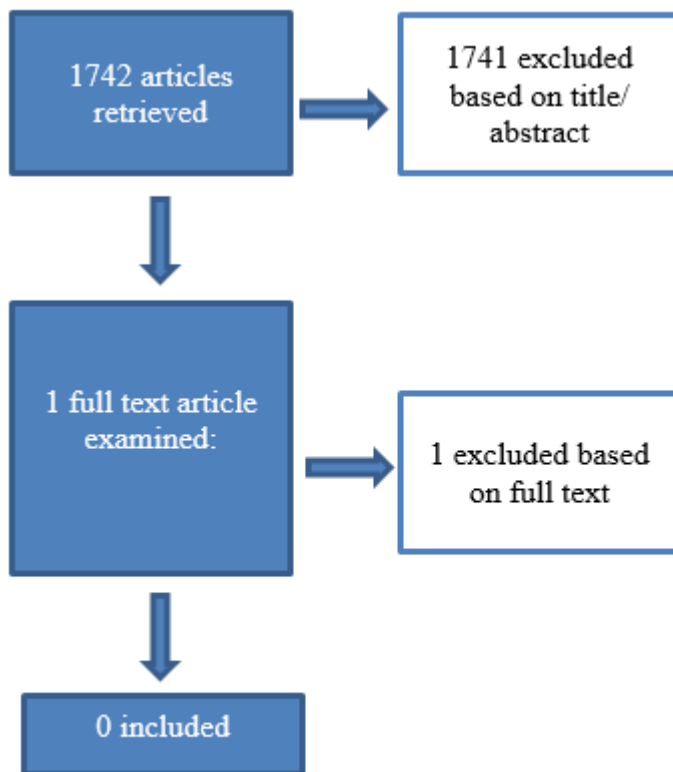 1742 articles
retrieved
1741 excluded
based on title/
abstract
1 full text article
examined:
1 excluded based
on full text
0 included